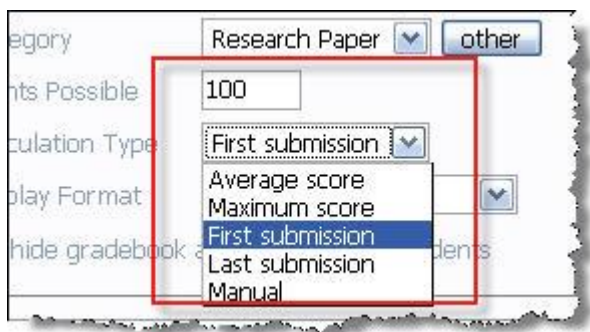 egory Research Paper other
nts Possible 100
culation Type First submission
Average score
play Format
Maximum score
First submission
hide gradebook a dents
Last submission
Manual